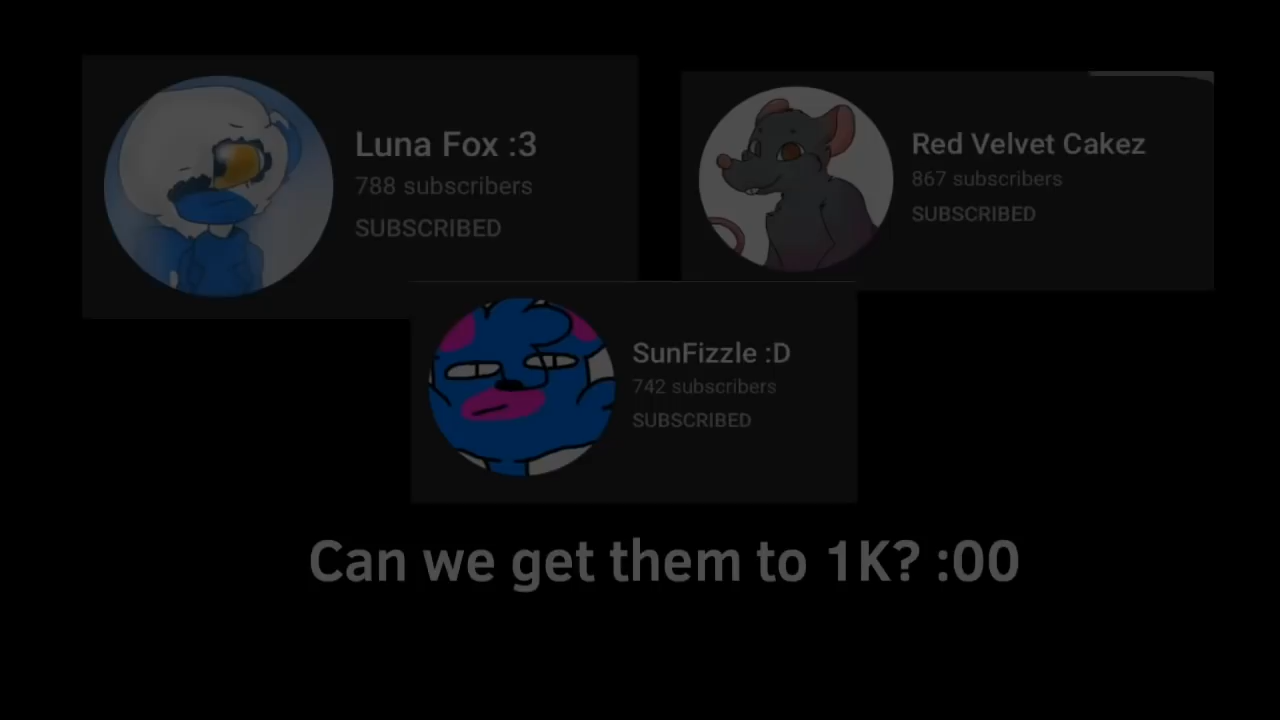 Luna Fox :3
788 subscribers
SUBSCRIBED
Red Velvet Cakez
867 subscribers
SUBSCRIBED
SunFizzle :D
742 subscribers
SUBSCRIBED
Can we get them to 1K? :00